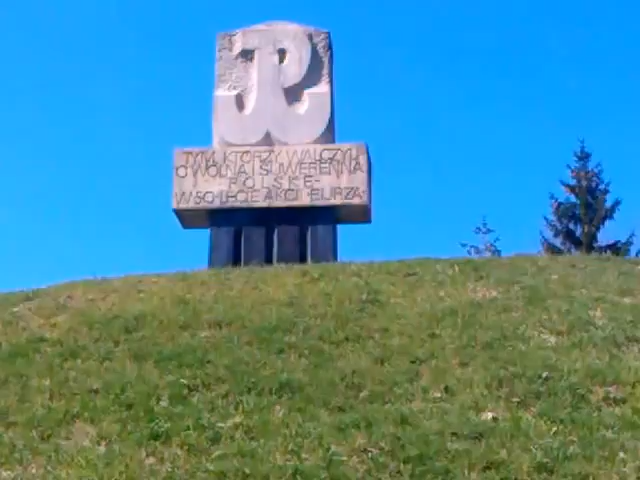 TYM, KTÓRZY WALCZYLI
O WOLNĄ I SUWERENNĄ
POLSKĘ-
W 50-LECIE AKCJI „BURZA"